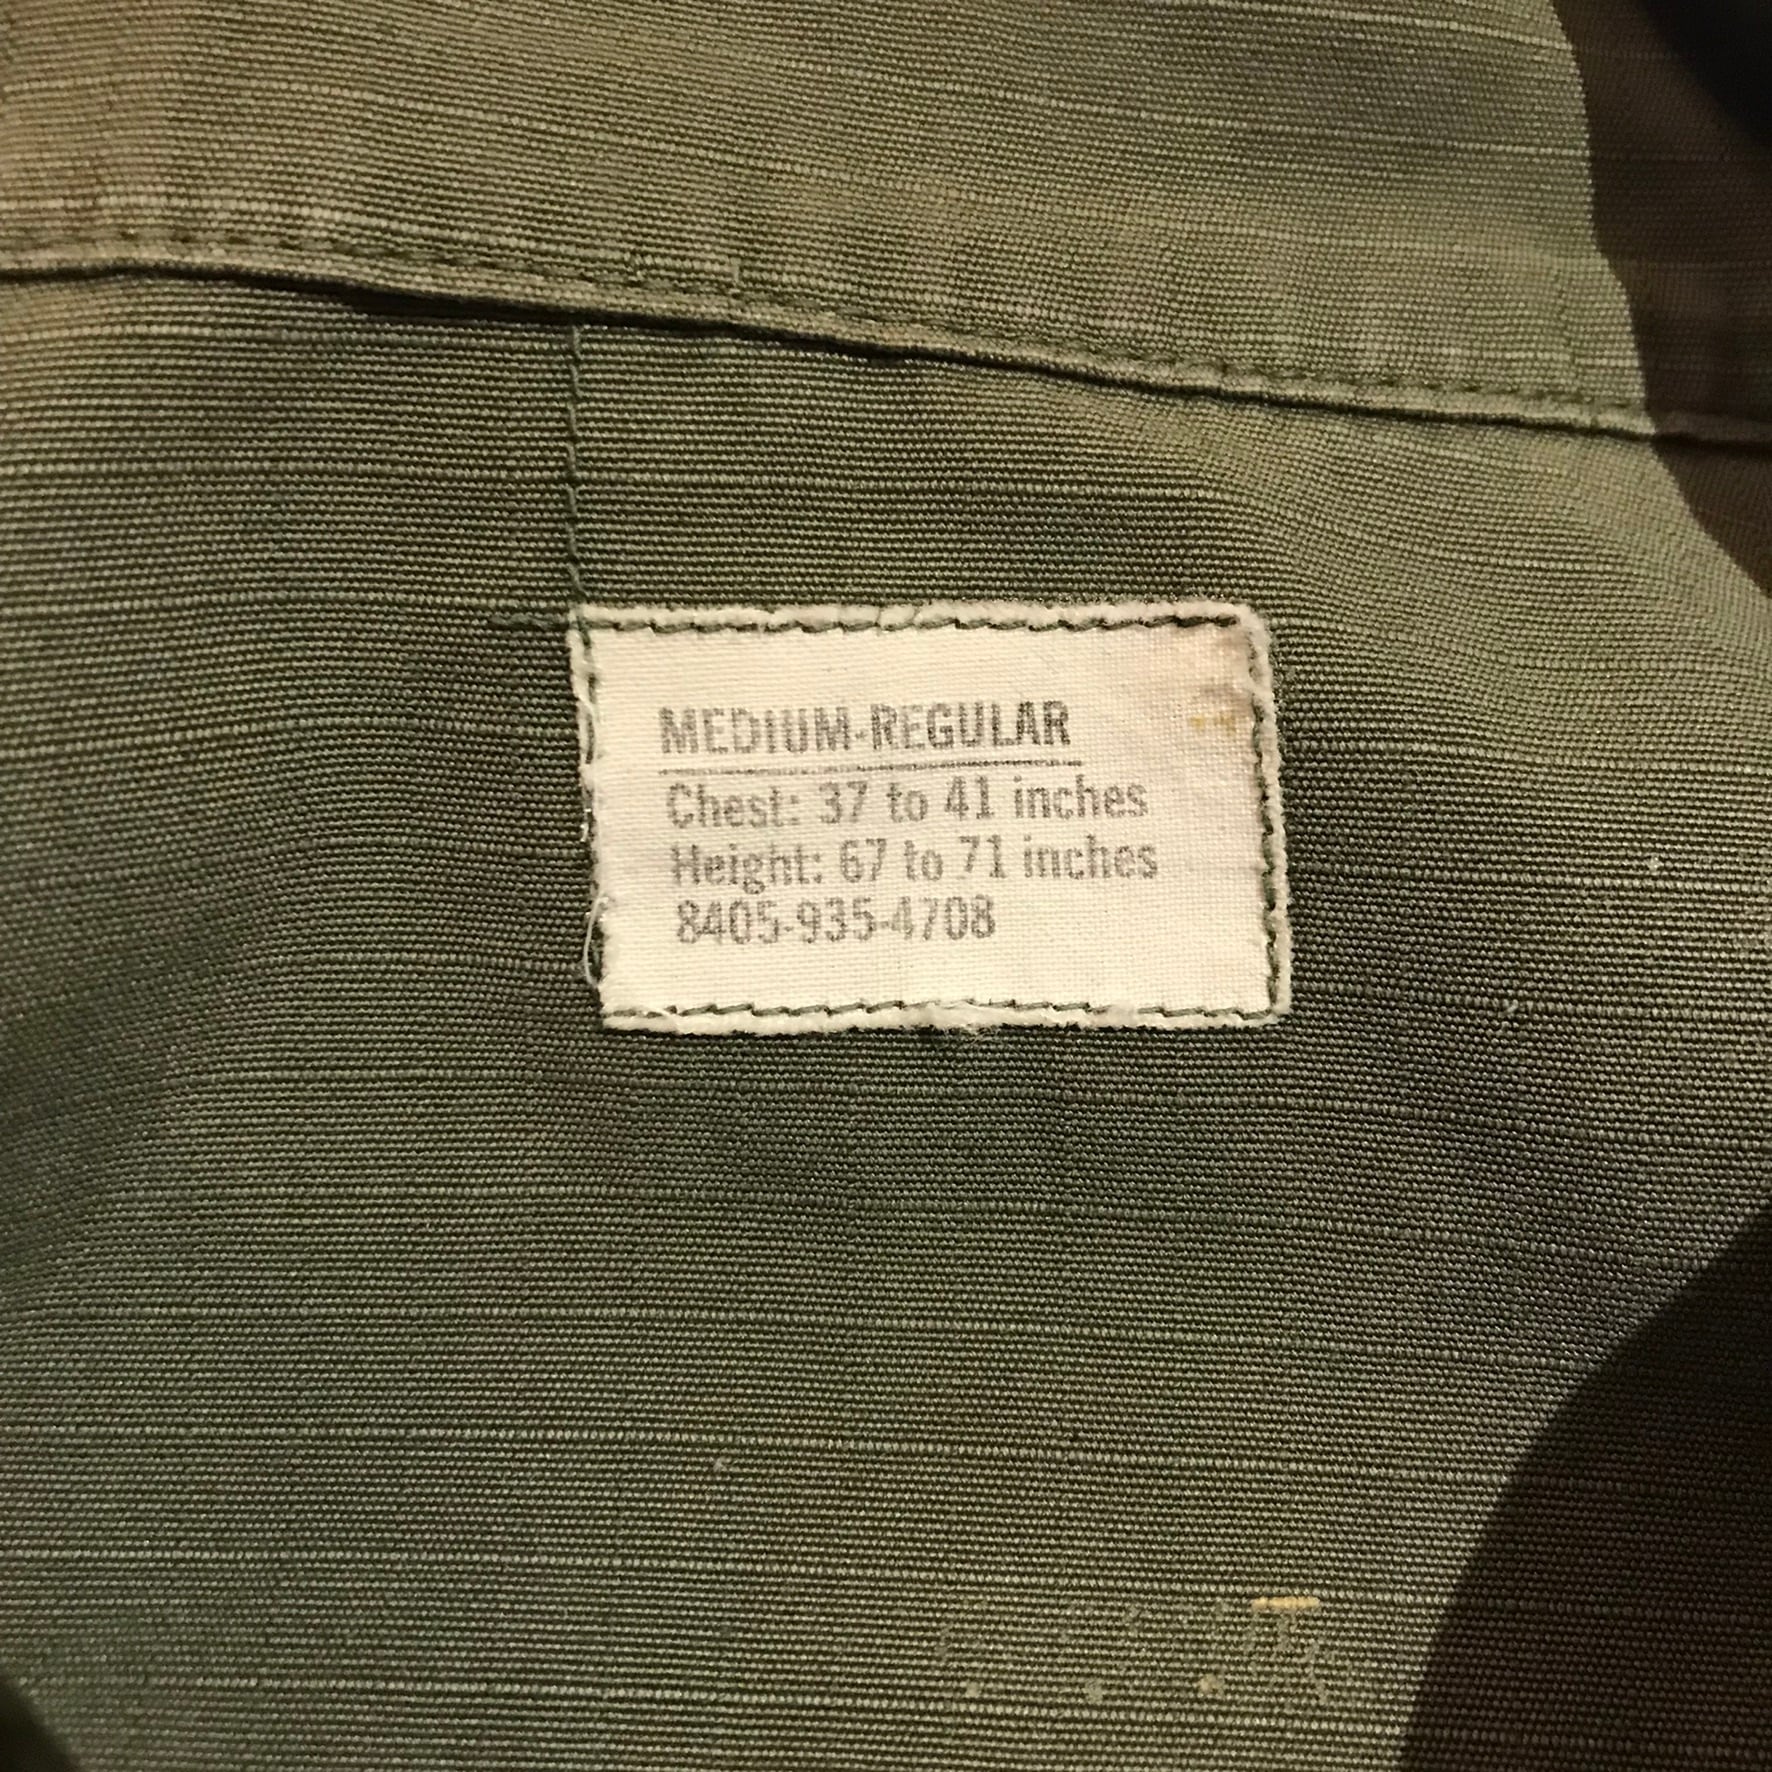 MEDIUM-REGULAR
Chest: 37 to 41 inches
Height: 67 to 71 inches
8405-935-4708